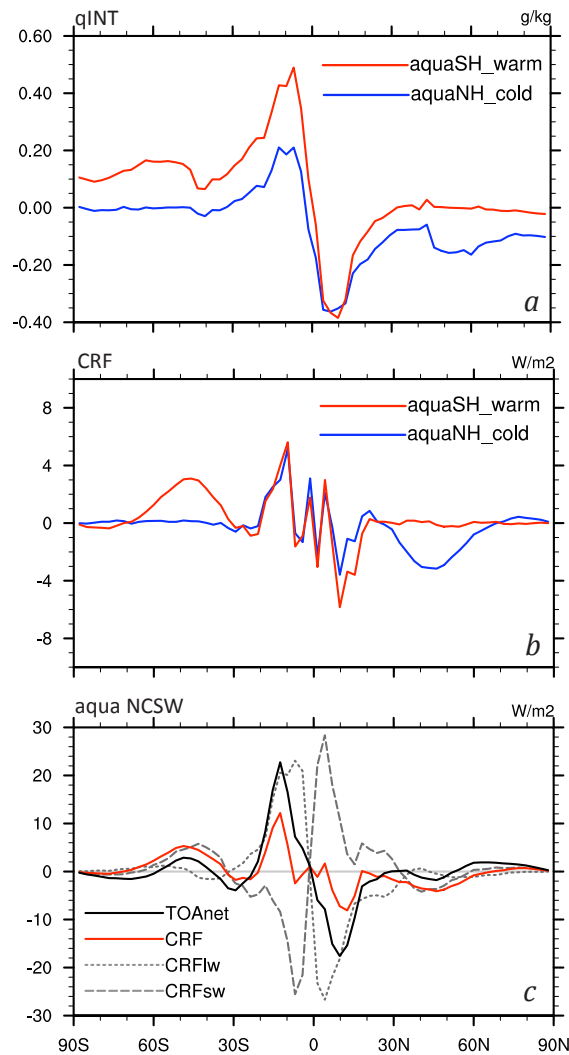 qINT g/kg
0.60
0.40
0.20
0.00
-0.20
-0.40
aquaSH_warm
aquaNH_cold
a
CRF W/m2
8
4
0
-4
-8
aquaSH_warm
aquaNH_cold
b
aqua NCSW W/m2
30
20
10
0
-10
-20
-30
TOAnet
CRF
CRFlw
CRFsw
c
90S 60S 30S 0 30N 60N 90N